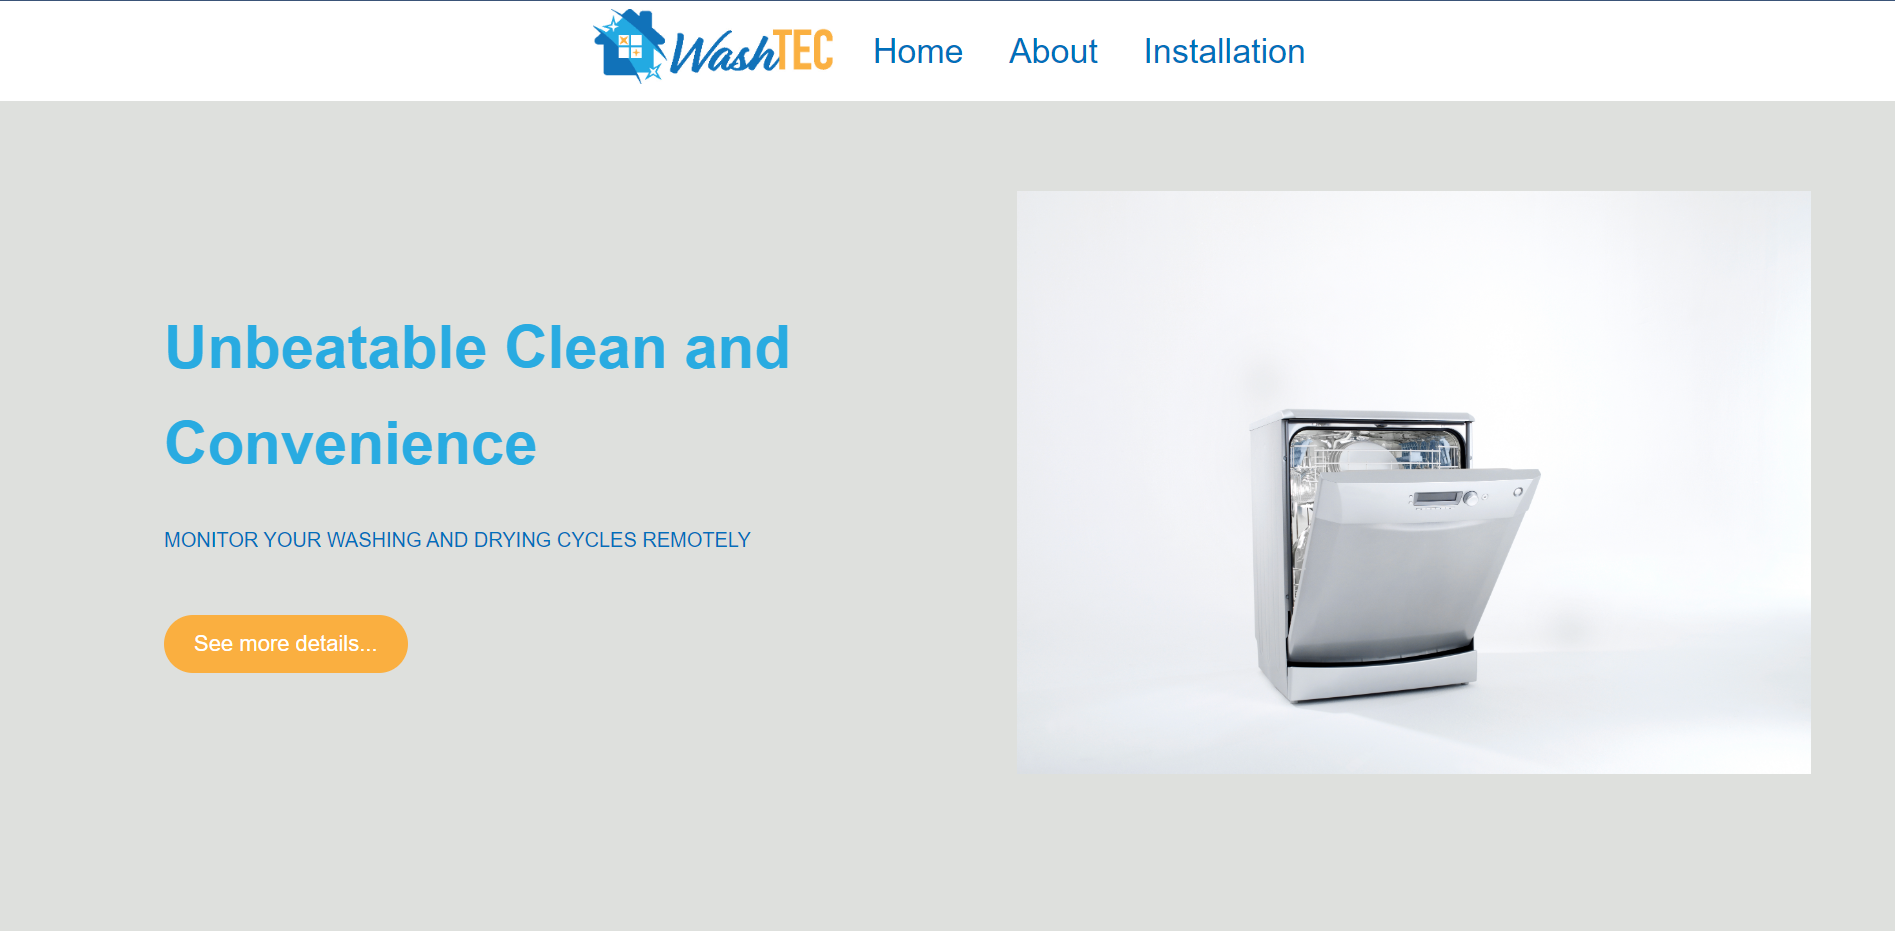 WashTEC Home About Installation
Unbeatable Clean and
Convenience
MONITOR YOUR WASHING AND DRYING CYCLES REMOTELY
See more details...